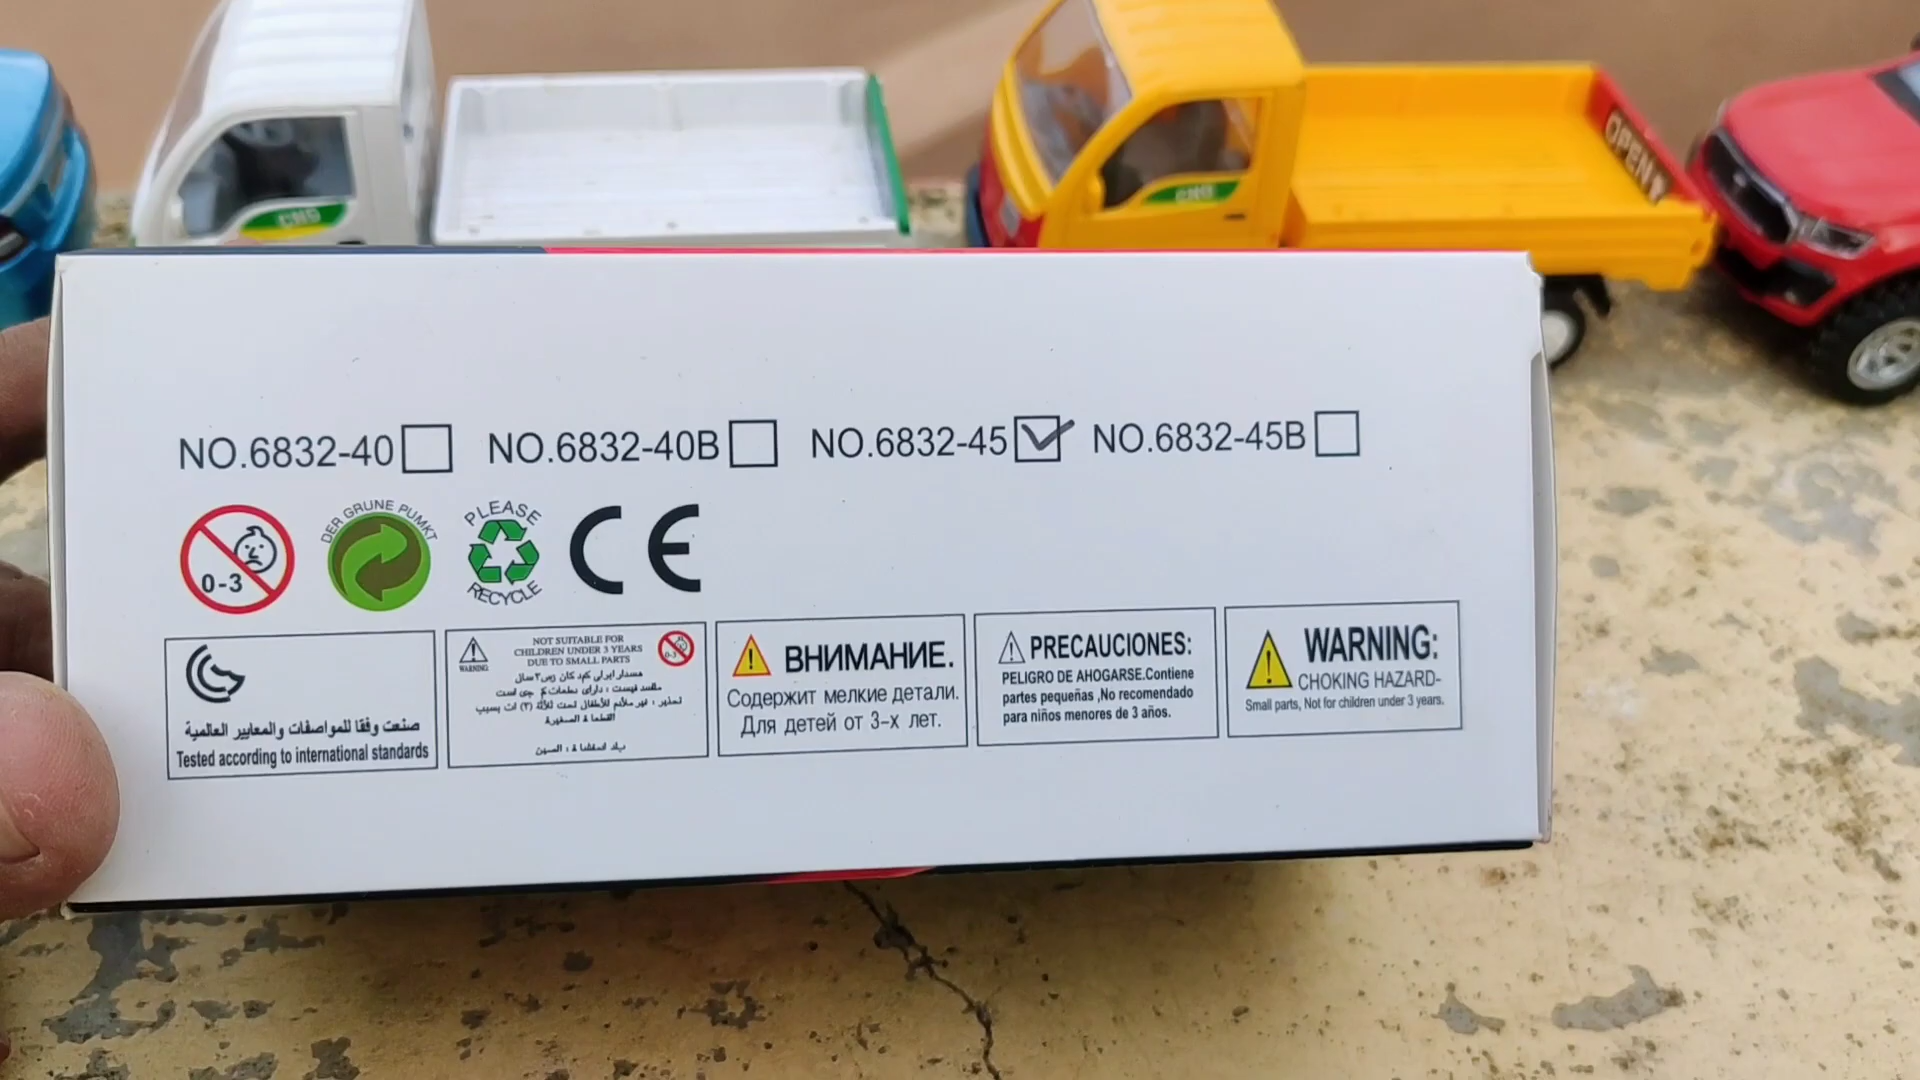 CNG
CNG
OPEN
NO.6832-40
NO.6832-40B
NO.6832-45
NO.6832-45B
0-3
DER GRUNE PUMKT
PLEASE
RECYCLE
CE
صنعت وفقا للمواصفات والمعايير العالمية
Tested according to international standards
WARNING
NOT SUITABLE FOR
CHILDREN UNDER 3 YEARS
DUE TO SMALL PARTS
0-3
ВНИМАНИЕ.
Содержит мелкие детали.
Для детей от 3-х лет.
PRECAUCIONES:
PELIGRO DE AHOGARSE.Contiene
partes pequeñas ,No recomendado
para niños menores de 3 años.
WARNING:
CHOKING HAZARD-
Small parts, Not for children under 3 years.